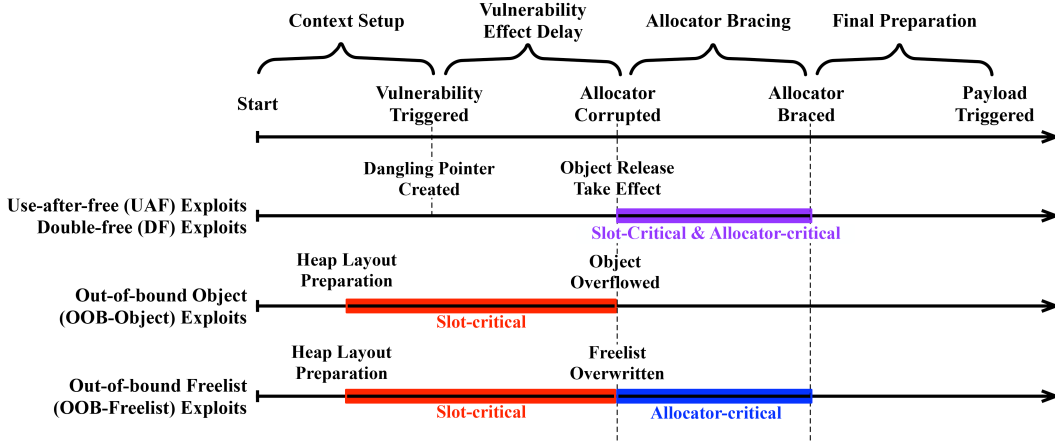 Context Setup
Vulnerability
Effect Delay
Allocator Bracing
Final Preparation
Start
Vulnerability
Triggered
Allocator
Corrupted
Allocator
Braced
Payload
Triggered
Dangling Pointer
Created
Object Release
Take Effect
Use-after-free (UAF) Exploits
Double-free (DF) Exploits
Slot-Critical & Allocator-critical
Heap Layout
Preparation
Object
Overflowed
Out-of-bound Object
(OOB-Object) Exploits
Slot-critical
Heap Layout
Preparation
Freelist
Overwritten
Out-of-bound Freelist
(OOB-Freelist) Exploits
Slot-critical
Allocator-critical